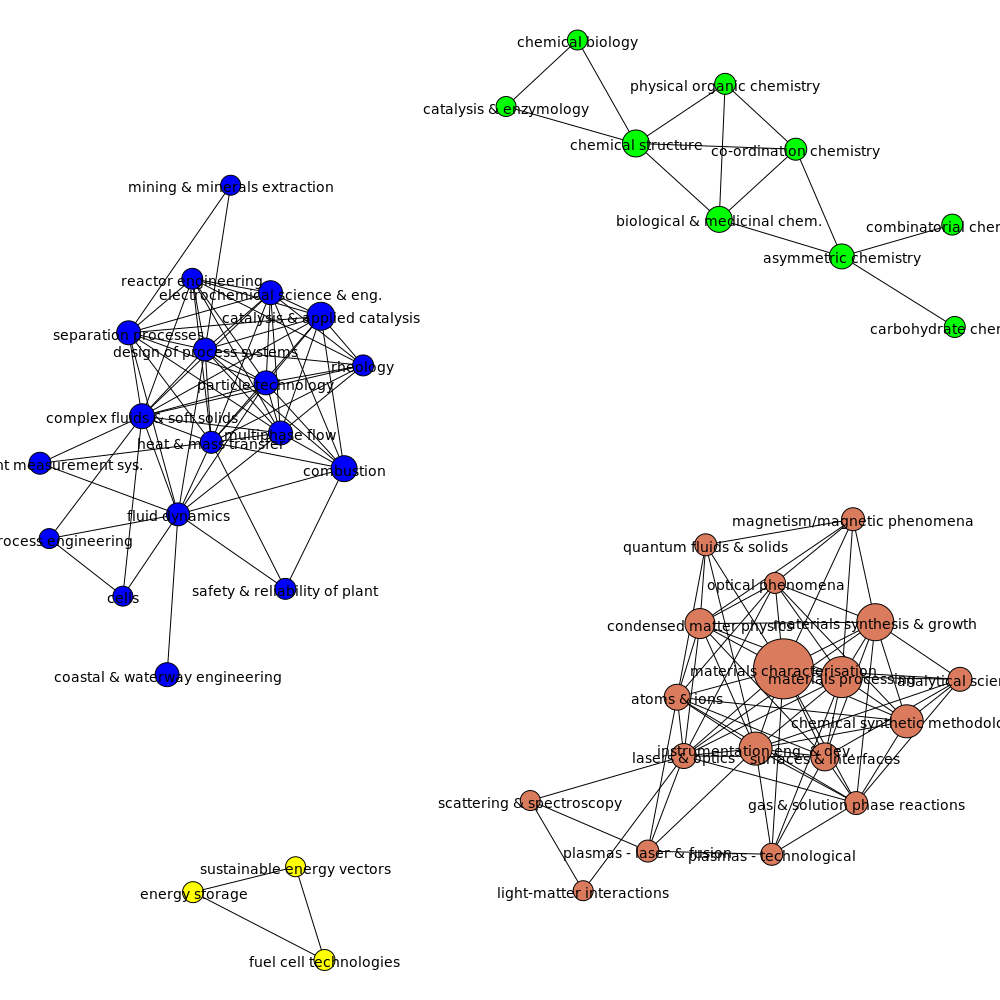 chemical biology
physical organic chemistry
catalysis & enzymology
chemical structure
co-ordination chemistry
biological & medicinal chem.
combinatorial cher
asymmetric chemistry
carbohydrate cher
mining & minerals extraction
reactor engineering
electrochemical science & eng.
catalysis & applied catalysis
separation processes
design of process systems
rheology
particle technology
complex fluids & soft solids
multiphase flow
heat & mass transfer
nt measurement sys.
combustion
fluid dynamics
rocess engineering
cells
safety & reliability of plant
coastal & waterway engineering
magnetism/magnetic phenomena
quantum fluids & solids
optical phenomena
condensed matter physics
materials synthesis & growth
materials characterisation
materials processing
analytical scien
atoms & ions
chemical synthetic methodolo
instrumentation eng. & dev.
lasers & optics
surfaces & interfaces
scattering & spectroscopy
gas & solution phase reactions
plasmas - laser & fusion
plasmas - technological
light-matter interactions
sustainable energy vectors
energy storage
fuel cell technologies